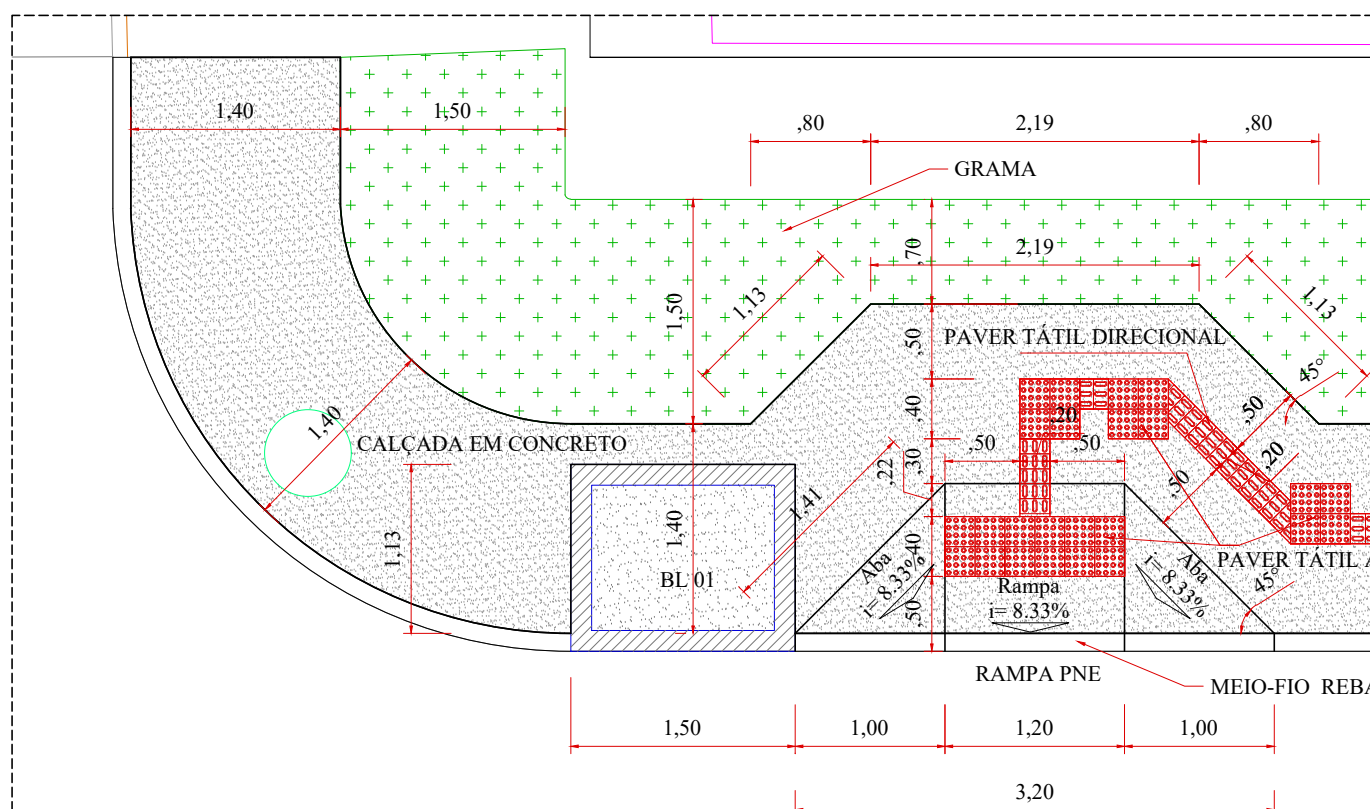 ,80
2,19
,80
1,40
1,50
GRAMA
,70
2,19
1,13
1,13
1,50
,50
PAVER TÁTIL DIRECIONAL
45°
,40
,20
,50
1,40
CALÇADA EM CONCRETO
,50
,50
,30
,22
,20
,50
1,41
1,13
1,40
,40
BL 01
Aba
i= 8.33%
Rampa
i= 8.33%
Aba
i= 8.33%
PAVER TÁTIL A
45°
,50
RAMPA PNE
MEIO-FIO REBA
1,50
1,00
1,20
1,00
3,20